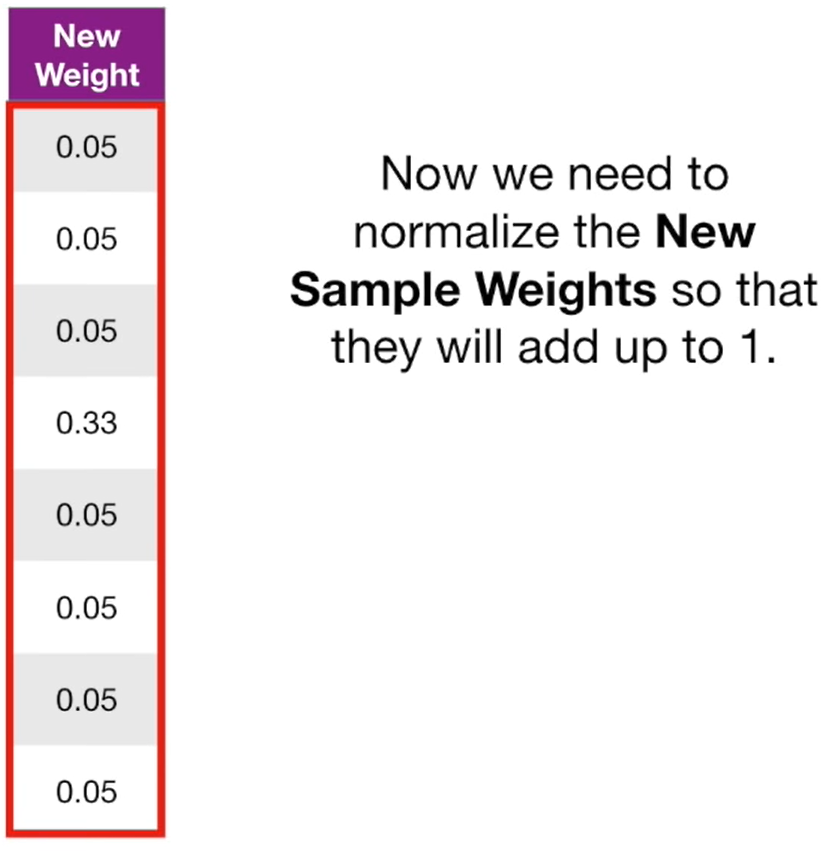 New
Weight
0.05
0.05
0.05
0.33
0.05
0.05
0.05
0.05
Now we need to
normalize the New
Sample Weights so that
they will add up to 1.